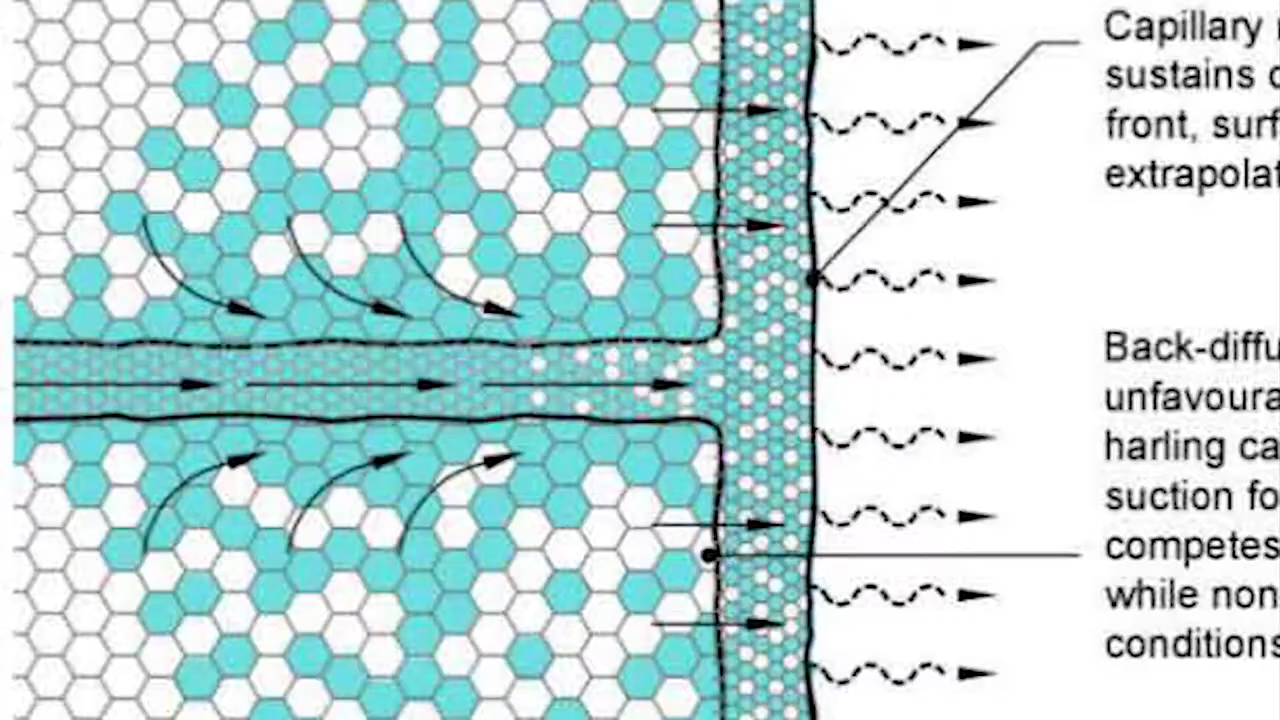 Capillary
sustains
front, surf
extrapolat
Back-diffu
unfavoura
harling ca
suction fo
competes
while non
conditions